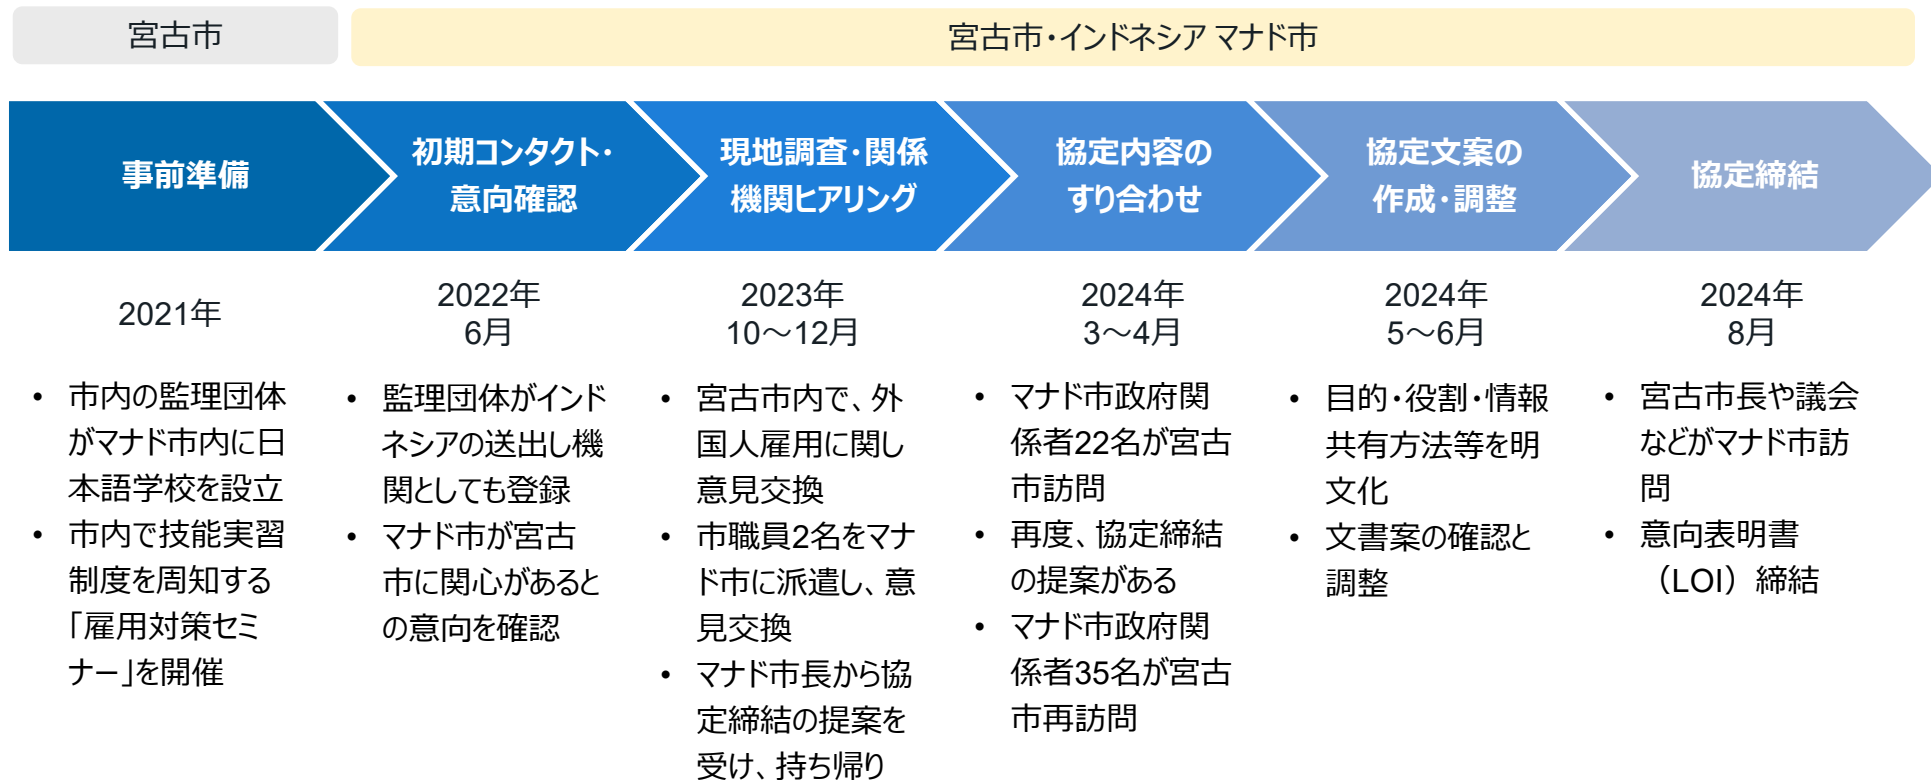 宮古市
宮古市・インドネシア マナド市
事前準備
初期コンタクト・
意向確認
現地調査・関係
機関ヒアリング
協定内容の
すり合わせ
協定文案の
作成・調整
協定締結
2021年
2022年
6月
2023年
10～12月
2024年
3～4月
2024年
5～6月
2024年
8月
• 市内の監理団体
がマナド市内に日
本語学校を設立
• 市内で技能実習
制度を周知する
「雇用対策セミ
ナー」を開催
• 監理団体がインド
ネシアの送出し機
関としても登録
• マナド市が宮古
市に関心があると
の意向を確認
• 宮古市内で、外
国人雇用に関し
意見交換
• 市職員2名をマナ
ド市に派遣し、意
見交換
• マナド市長から協
定締結の提案を
受け、持ち帰り
• マナド市政府関
係者22名が宮古
市訪問
• 再度、協定締結
の提案がある
• マナド市政府関
係者35名が宮古
市再訪問
• 目的・役割・情報
共有方法等を明
文化
• 文書案の確認と
調整
• 宮古市長や議会
などがマナド市訪
問
• 意向表明書
（LOI）締結